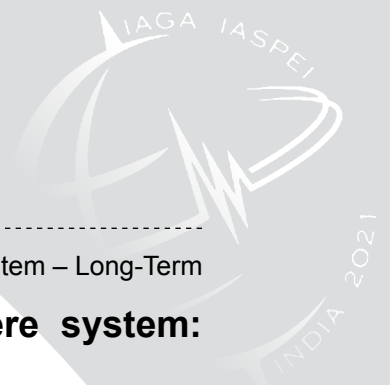 IAGA IASPEI
INDIA 2021
tem – Long-Term
ere system: